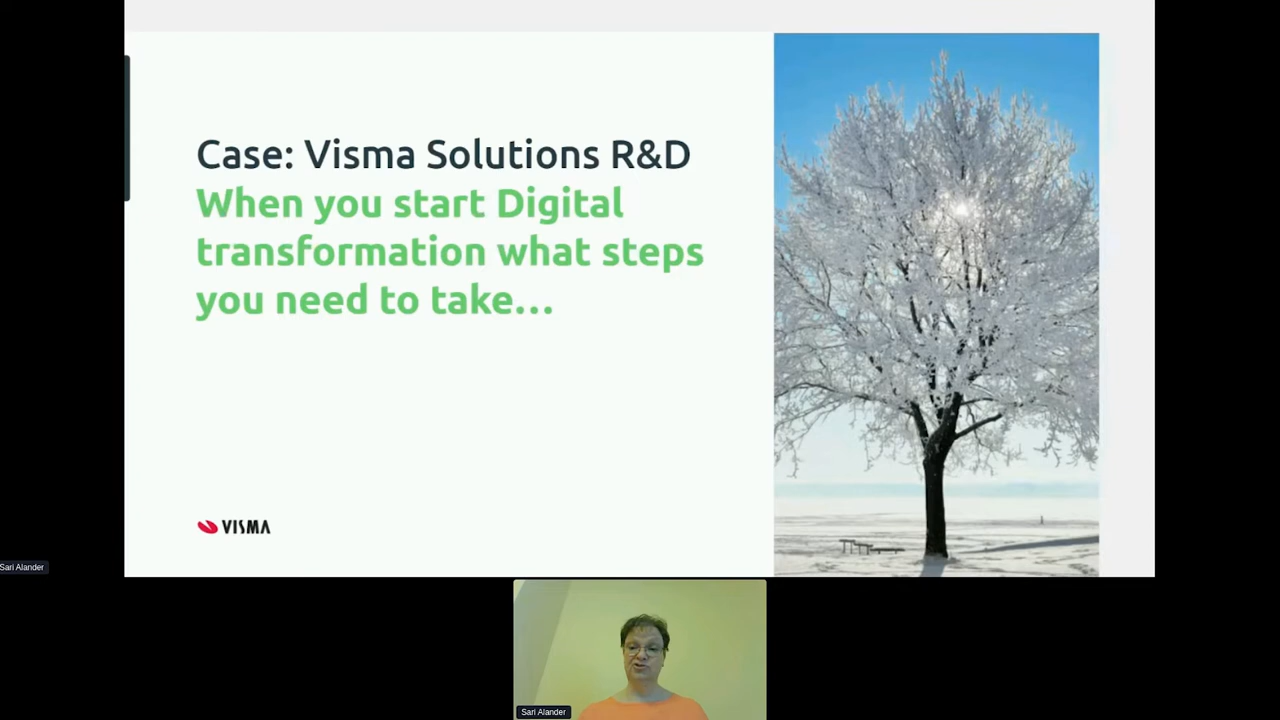 Case: Visma Solutions R&D
When you start Digital
transformation what steps
you need to take...
VISMA
Sari Alander
Sari Alander